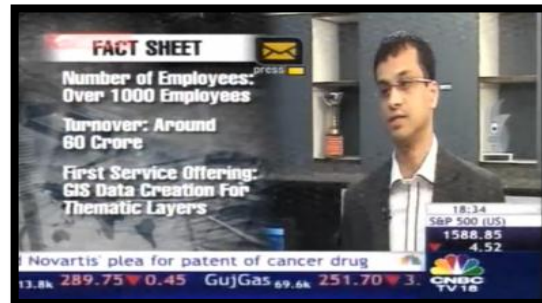 FACT SHEET
press
Number of Employees:
Over 1000 Employees
Turnover: Around
60 Crore
First Service Offering:
GIS Data Creation For
Thematic Layers
18:34
S&P 500 (US)
1588.85
▼ 4.52
d Novartis' plea for patent of cancer drug
13.8k 289.75 ▼ 0.45 GujGas 69.6k 251.70 ▼ 3.
CNBC
TV18